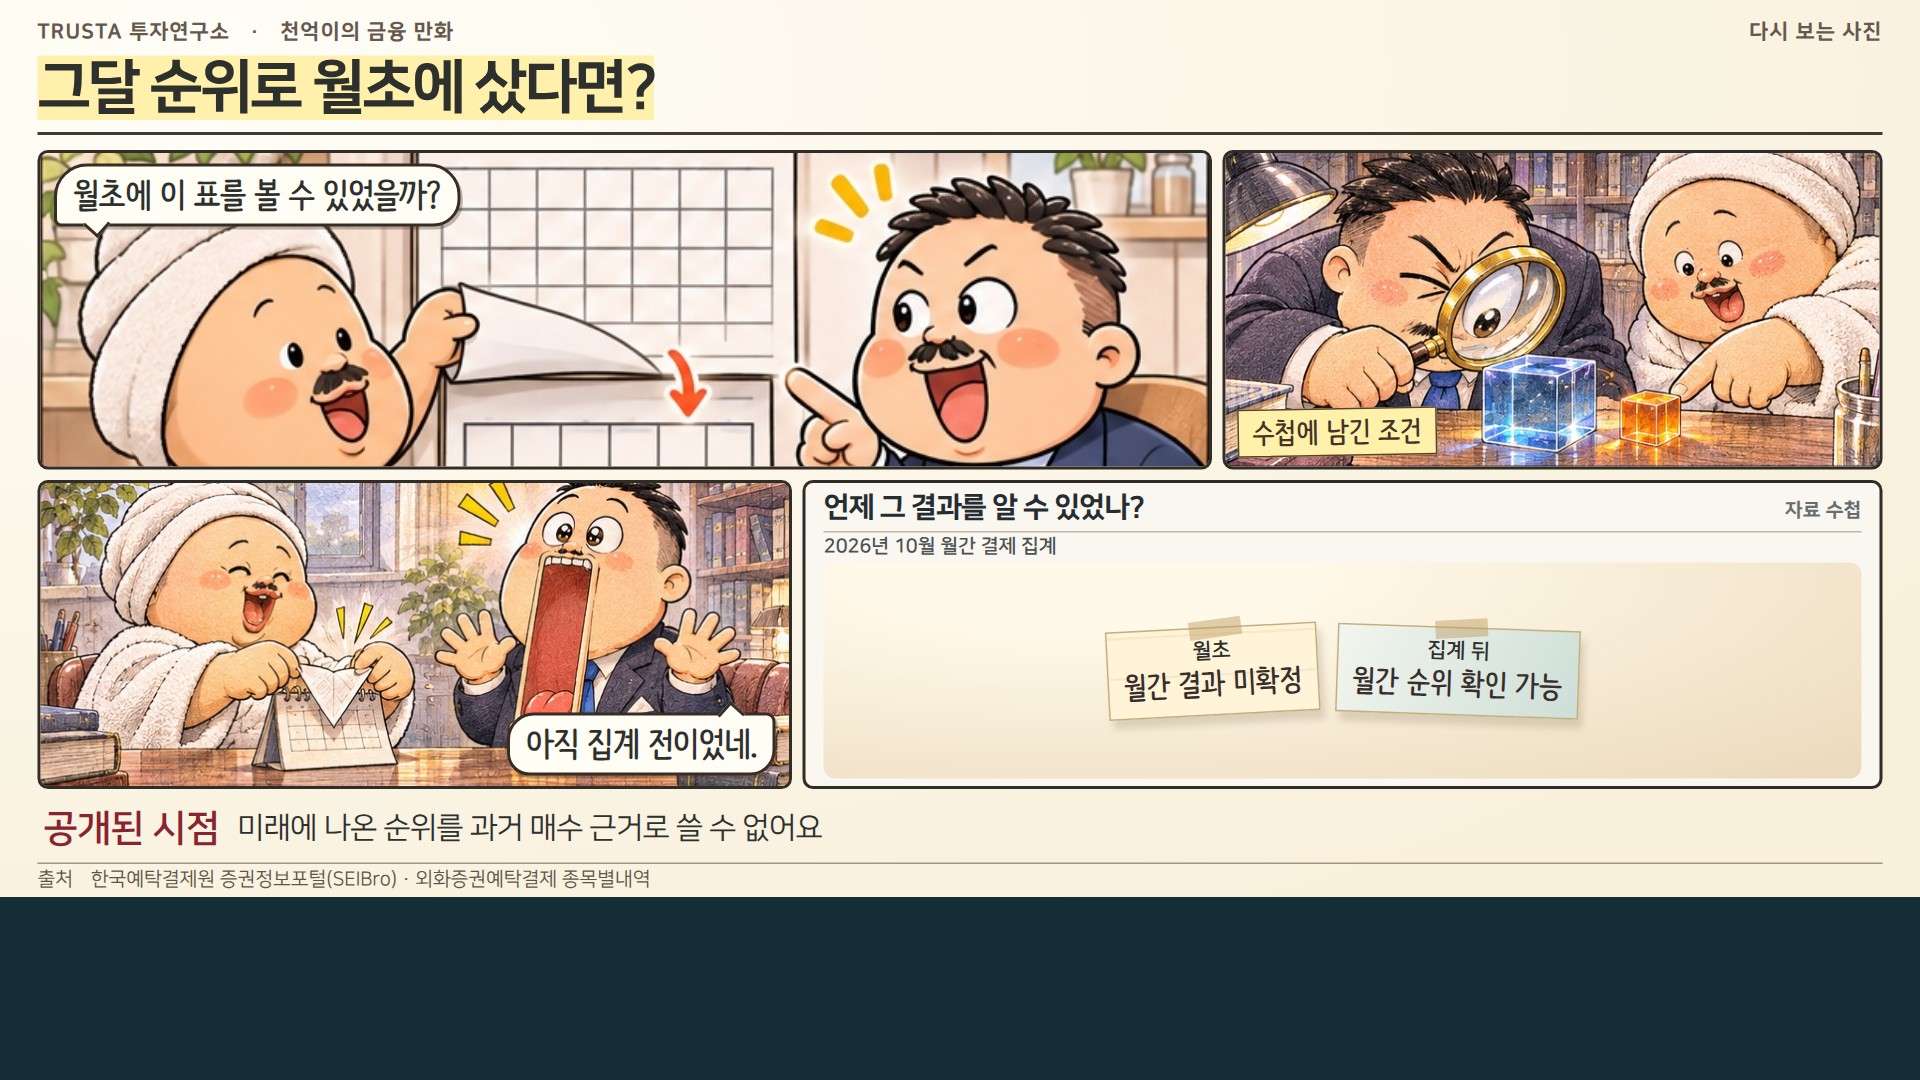 TRUSTA 투자연구소 · 천억이의 금융 만화
다시 보는 사진
그달 순위로 월초에 샀다면?
월초에 이 표를 볼 수 있었을까?
수첩에 남긴 조건
아직 집계 전이었네.
언제 그 결과를 알 수 있었나?
자료 수첩
2026년 10월 월간 결제 집계
월초
월간 결과 미확정
집계 뒤
월간 순위 확인 가능
공개된 시점 미래에 나온 순위를 과거 매수 근거로 쓸 수 없어요
출처 한국예탁결제원 증권정보포털(SEIBro) · 외화증권예탁결제 종목별내역